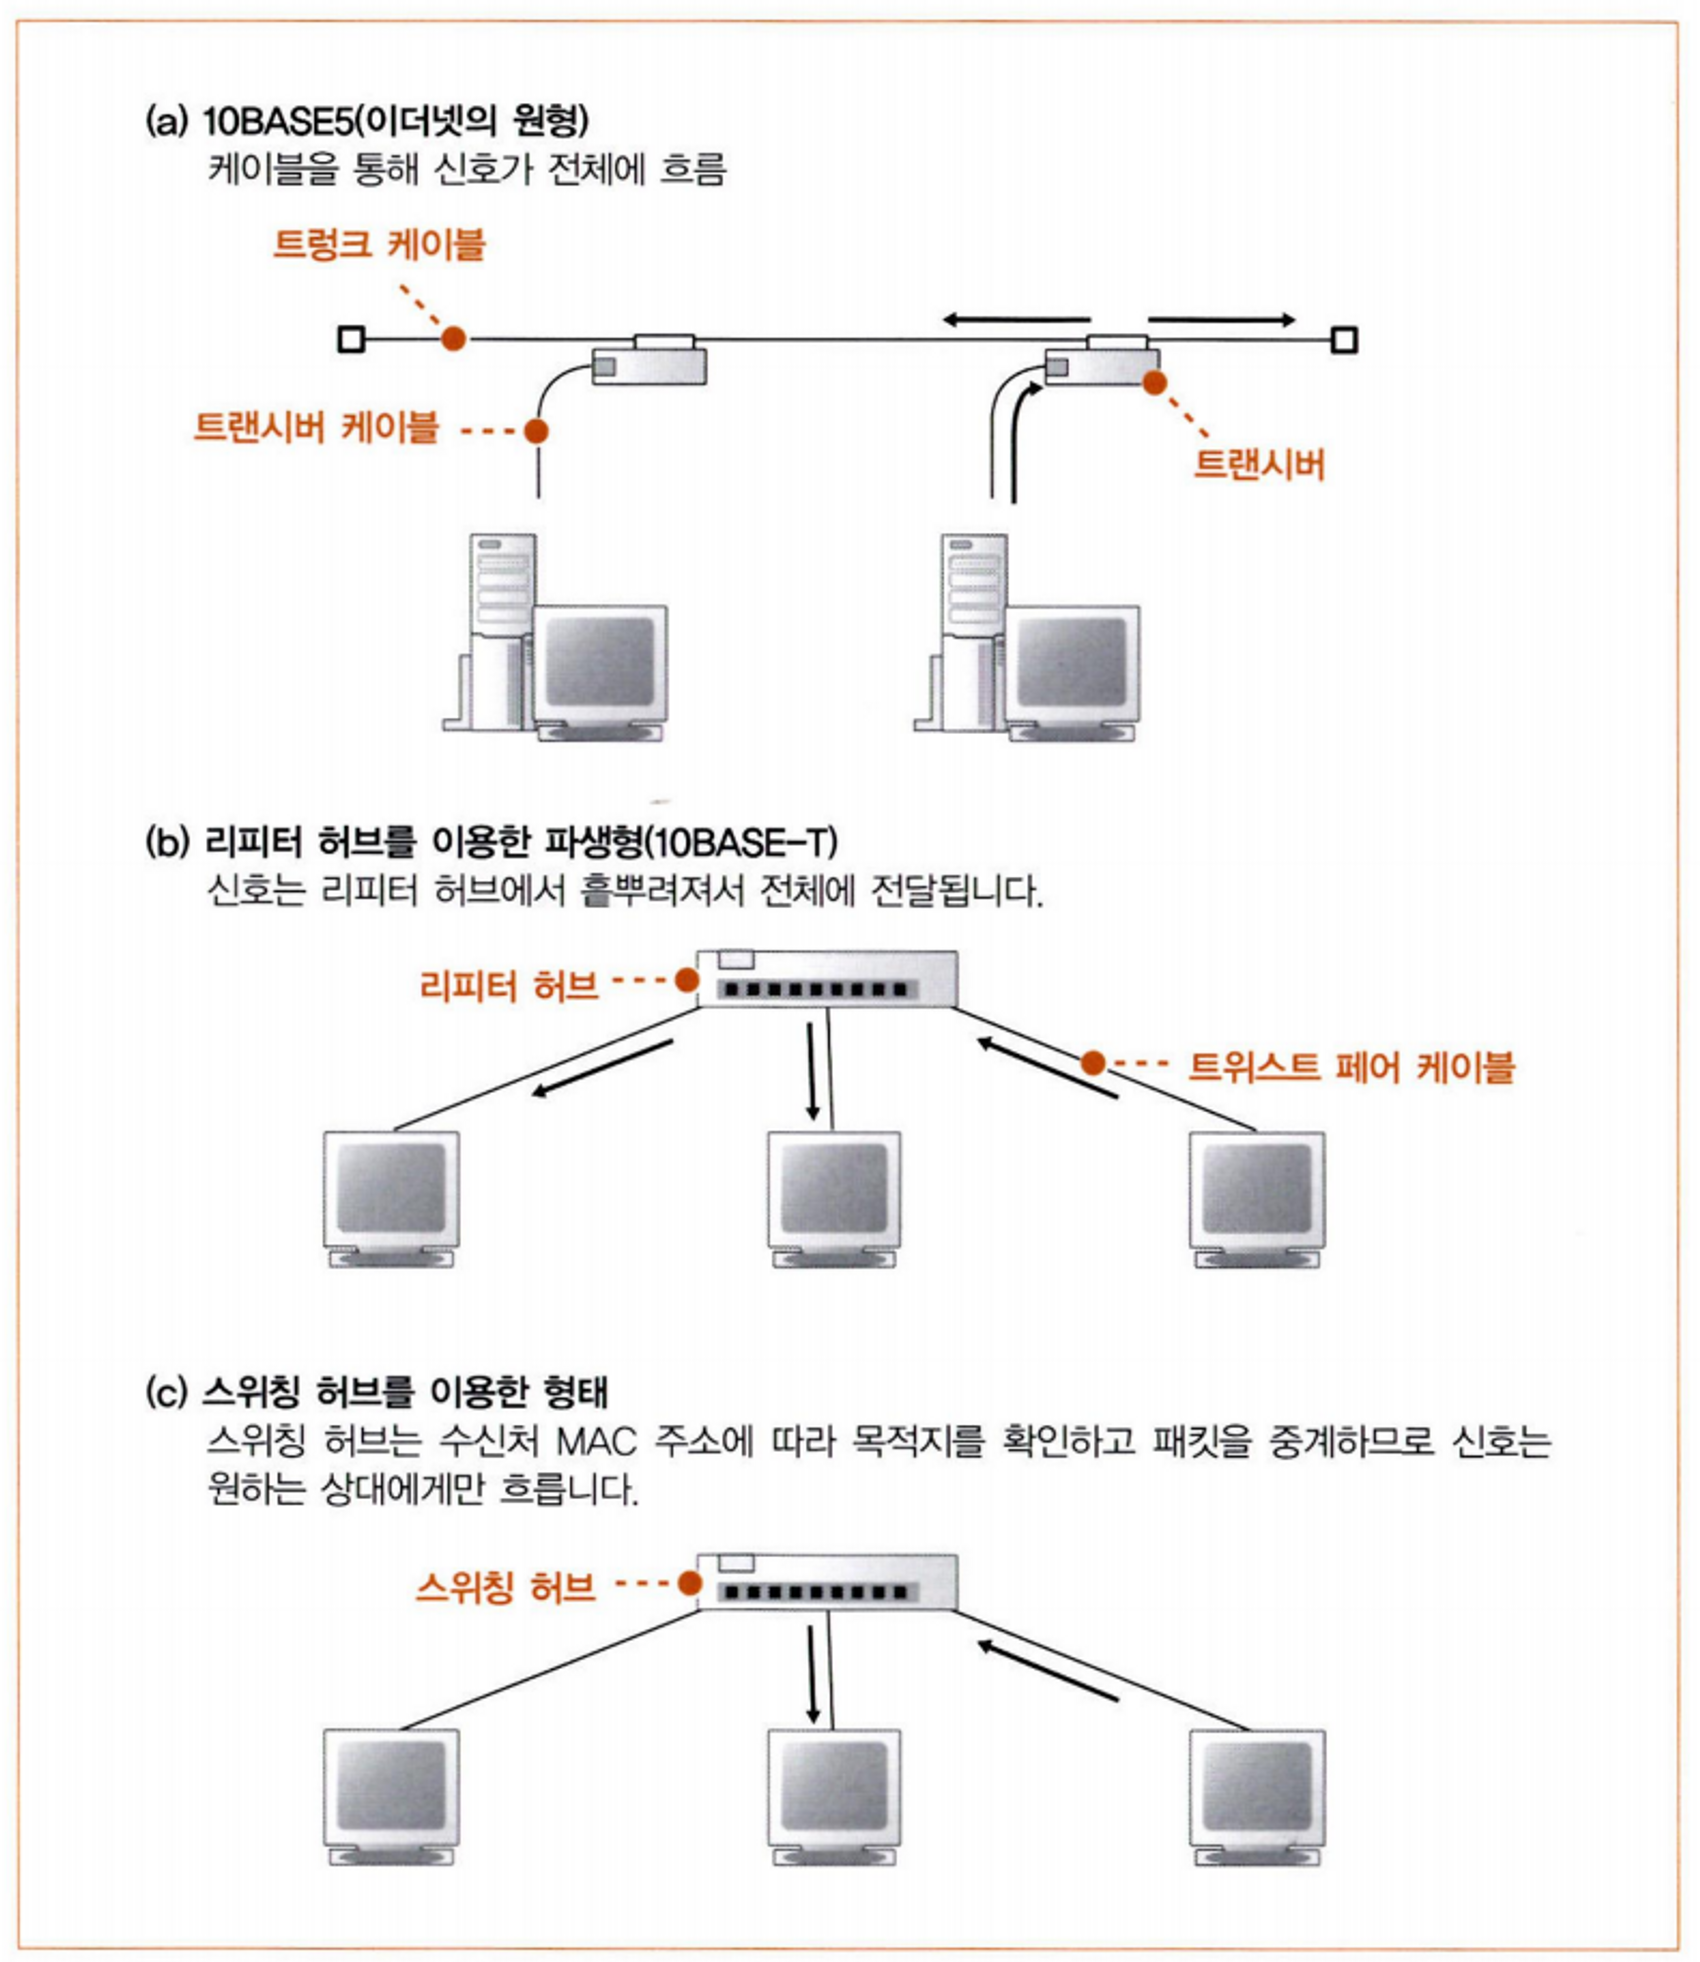 (a) 10BASE5(이더넷의 원형)
케이블을 통해 신호가 전체에 흐름
트렁크 케이블
트랜시버 케이블
트랜시버
(b) 리피터 허브를 이용한 파생형(10BASE-T)
신호는 리피터 허브에서 흩뿌려져서 전체에 전달됩니다.
리피터 허브
트위스트 페어 케이블
(c) 스위칭 허브를 이용한 형태
스위칭 허브는 수신처 MAC 주소에 따라 목적지를 확인하고 패킷을 중계하므로 신호는
원하는 상대에게만 흐릅니다.
스위칭 허브